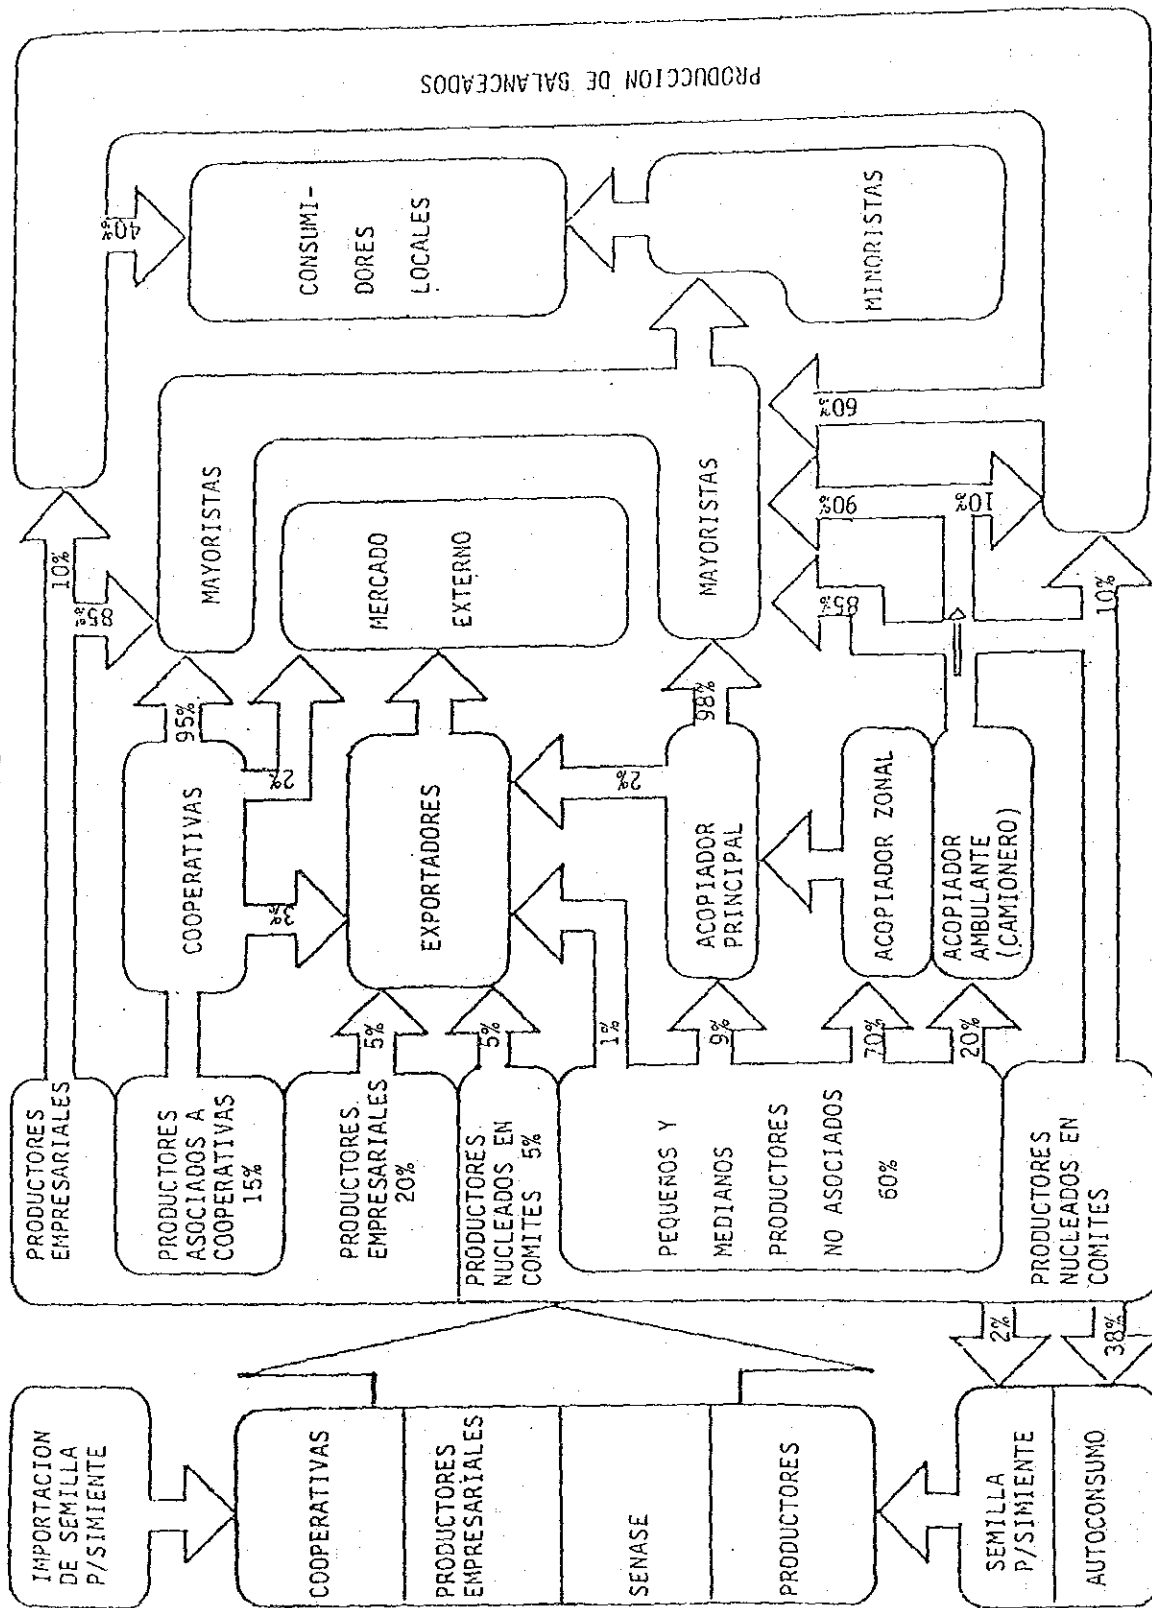 IMPORTACION
DE SEMILLA
P/SIMIENTE
COOPERATIVAS
PRODUCTORES
EMPRESARIALES
SENASE
PRODUCTORES
SEMILLA
P/SIMIENTE
AUTOCONSUMO
2%
38%
PRODUCTORES
EMPRESARIALES
PRODUCTORES
ASOCIADOS A
COOPERATIVAS
15%
PRODUCTORES
EMPRESARIALES
20%
PRODUCTORES
NUCLEADOS EN
COMITES 5%
PEQUEÑOS Y
MEDIANOS
PRODUCTORES
NO ASOCIADOS
60%
PRODUCTORES
NUCLEADOS EN
COMITES
5%
5%
1%
9%
70%
20%
COOPERATIVAS
3%
2%
95%
EXPORTADORES
2%
ACOPIADOR
PRINCIPAL
98%
ACOPIADOR ZONAL
ACOPIADOR
AMBULANTE
(CAMIONERO)
10%
85%
MAYORISTAS
MERCADO
EXTERNO
MAYORISTAS
85%
90%
60%
10%
10%
40%
CONSUMI-
DORES
LOCALES
MINORISTAS
PRODUCCION DE BALANCEADOS